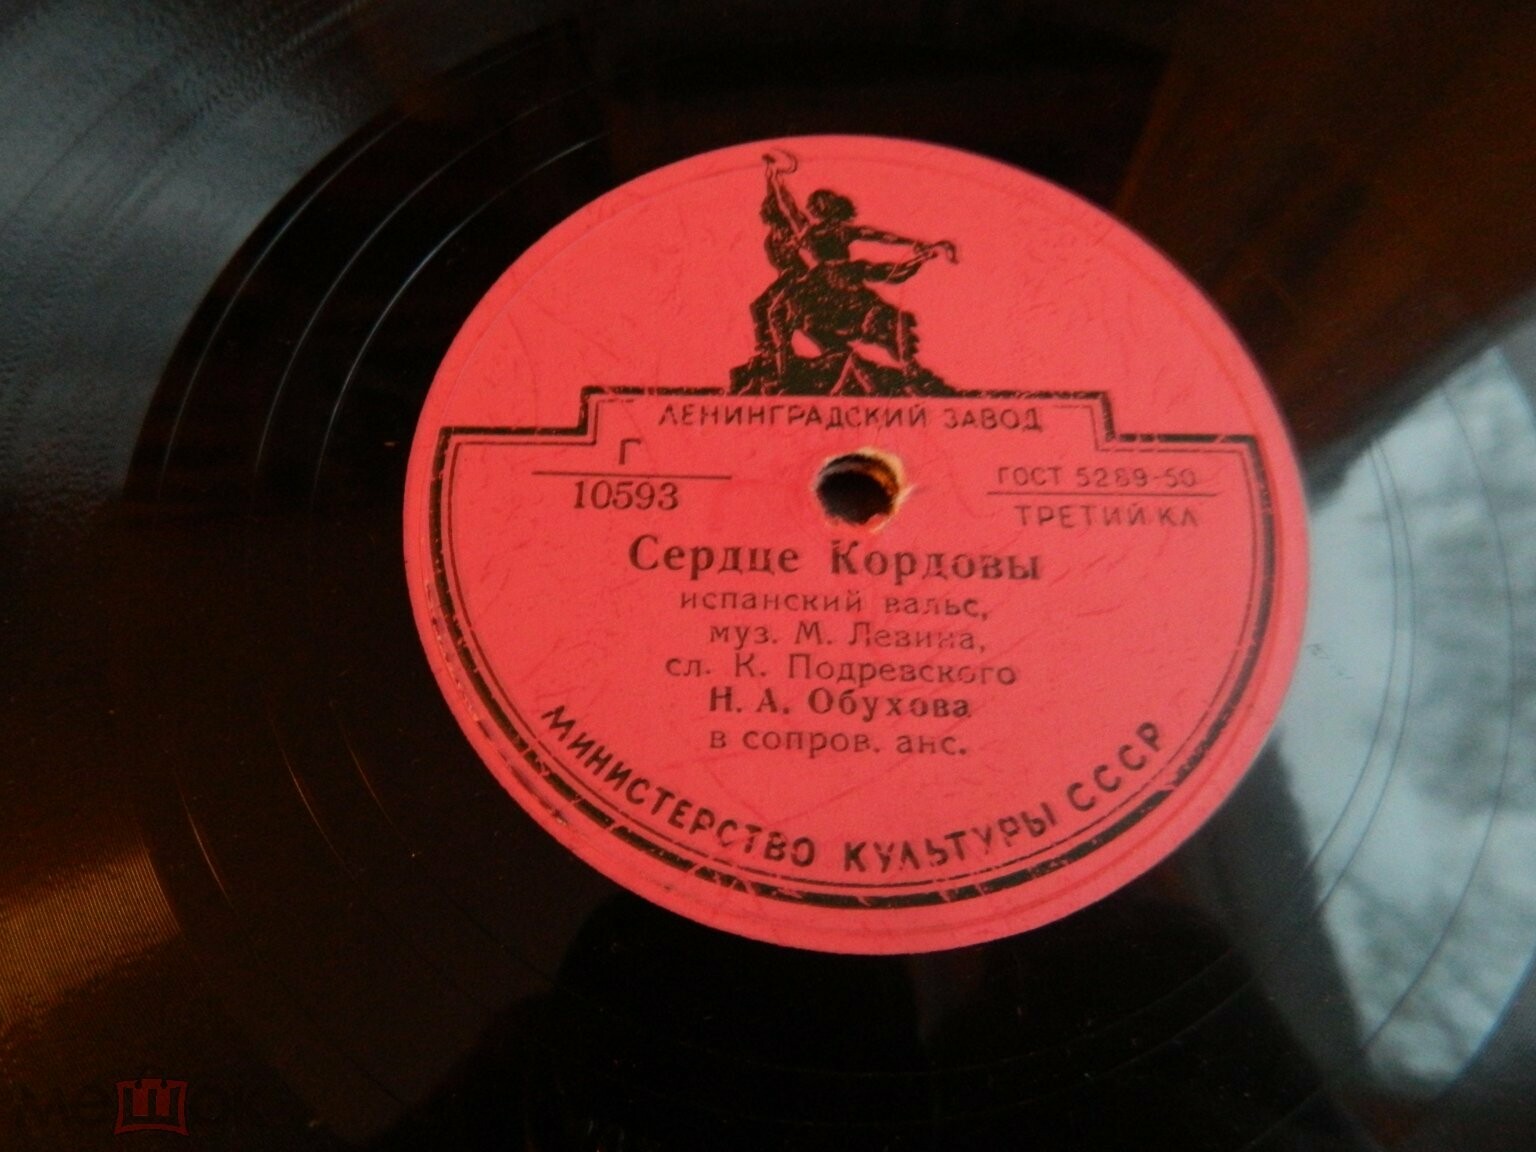 ЛЕНИНГРАДСКИЙ ЗАВОД
Г
10593
ГОСТ 5289-50
ТРЕТИЙ КЛ
Сердце Кордовы
испанский вальс,
муз. М. Левина,
сл. К. Подревского
Н. А. Обухова
в сопров. анс.
МИНИСТЕРСТВО КУЛЬТУРЫ СССР
мешок